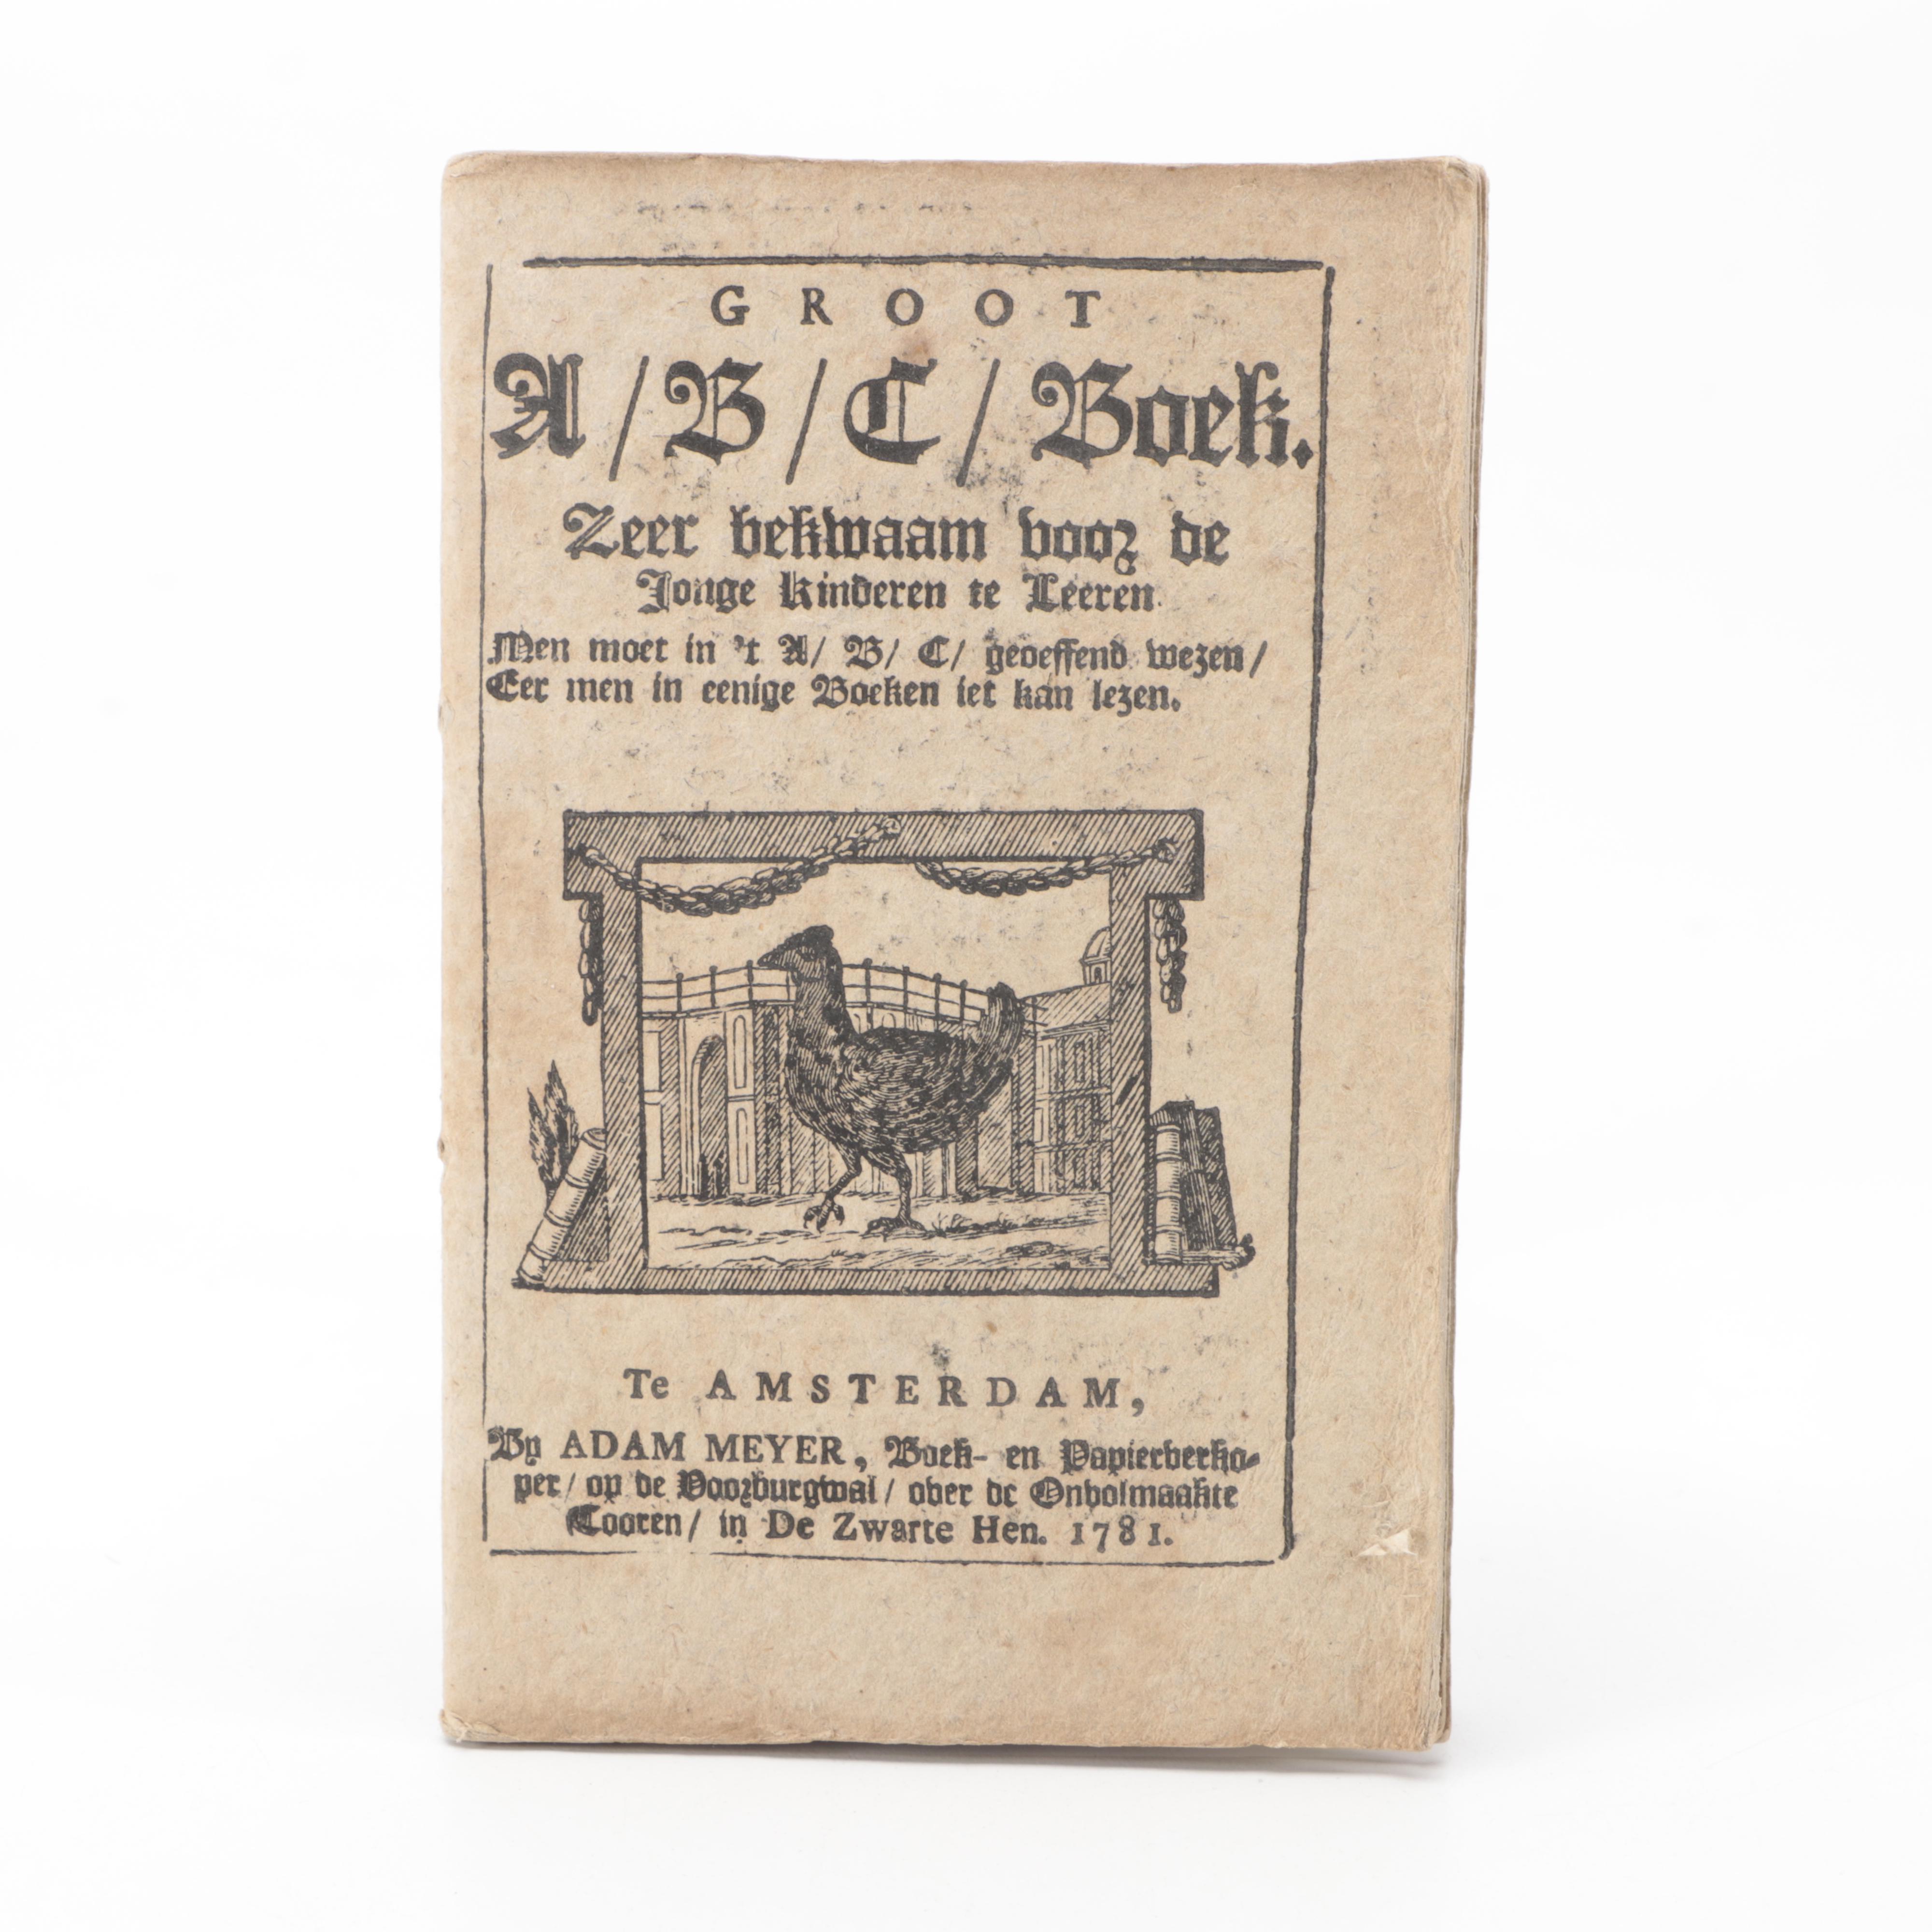 GROOT
A/B/C/Boek.
Zeer bekwaam voor de
Jonge Kinderen te Leeren.
Men moet in 't A/ B/ C/ geoeffend wezen/
Eer men in eenige Boeken iet kan lezen.
Te AMSTERDAM,
By ADAM MEYER, Boek- en Papierverko-
per/ op de Voorburgwal/ over de Onvolmaakte
Tooren/ in De Zwarte Hen. 1781.